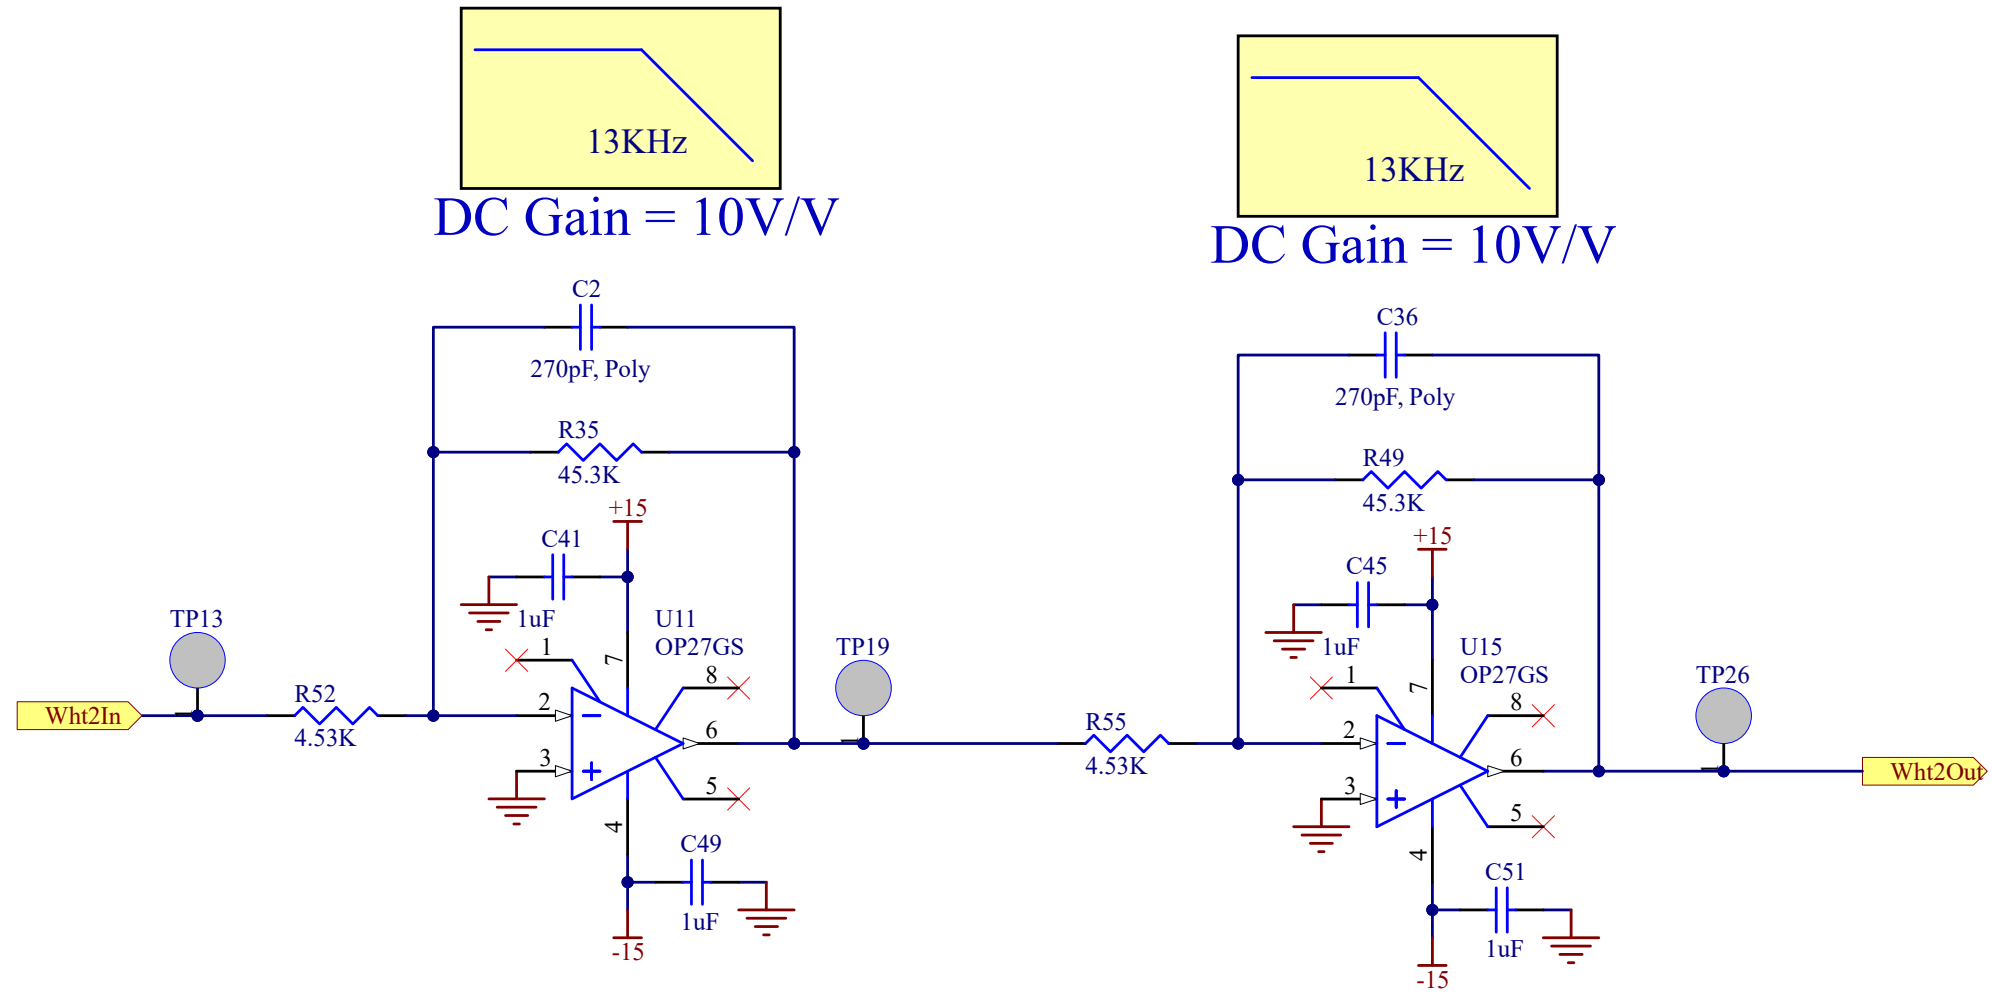 13KHz
DC Gain = 10V/V
13KHz
DC Gain = 10V/V
C2
270pF, Poly
R35
45.3K
+15
C41
1uF
U11
OP27GS
1
7
8
2
6
3
5
4
TP13
Wht2In
R52
4.53K
TP19
C49
1uF
-15
C36
270pF, Poly
R49
45.3K
+15
C45
1uF
U15
OP27GS
1
7
8
2
6
3
5
4
R55
4.53K
TP26
Wht2Out
C51
1uF
-15